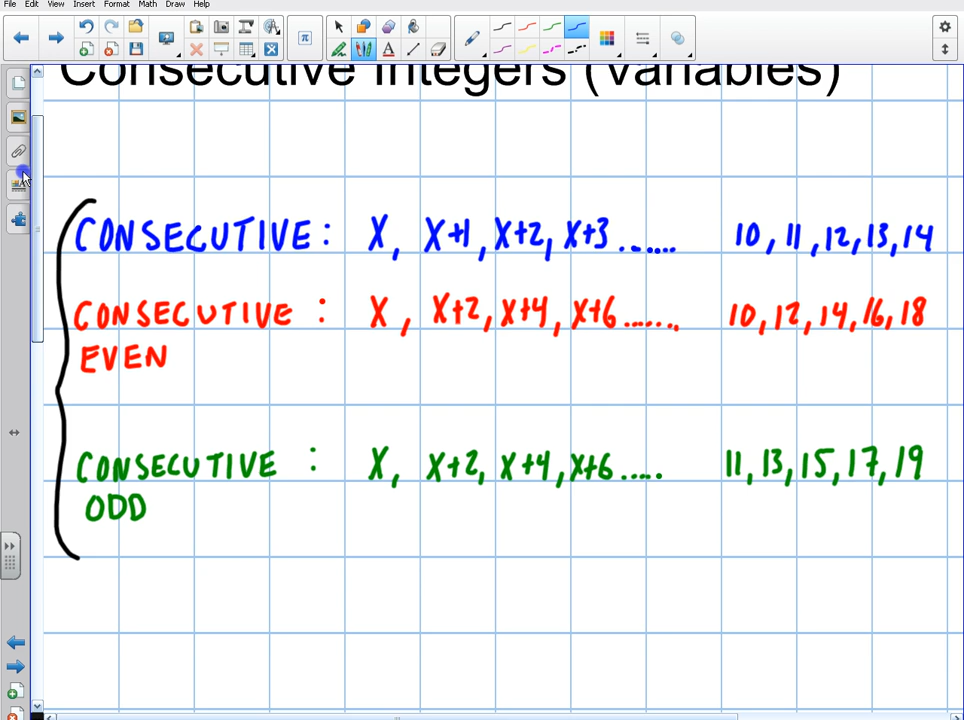 File Edit View Insert Format Math Draw Help
Consecutive Integers (Variables)
CONSECUTIVE: X, X+1, X+2, X+3 ...... 10, 11, 12, 13, 14
CONSECUTIVE : X, X+2, X+4, X+6 ...... 10, 12, 14, 16, 18
EVEN
CONSECUTIVE : X, X+2, X+4, X+6 ..... 11, 13, 15, 17, 19
ODD